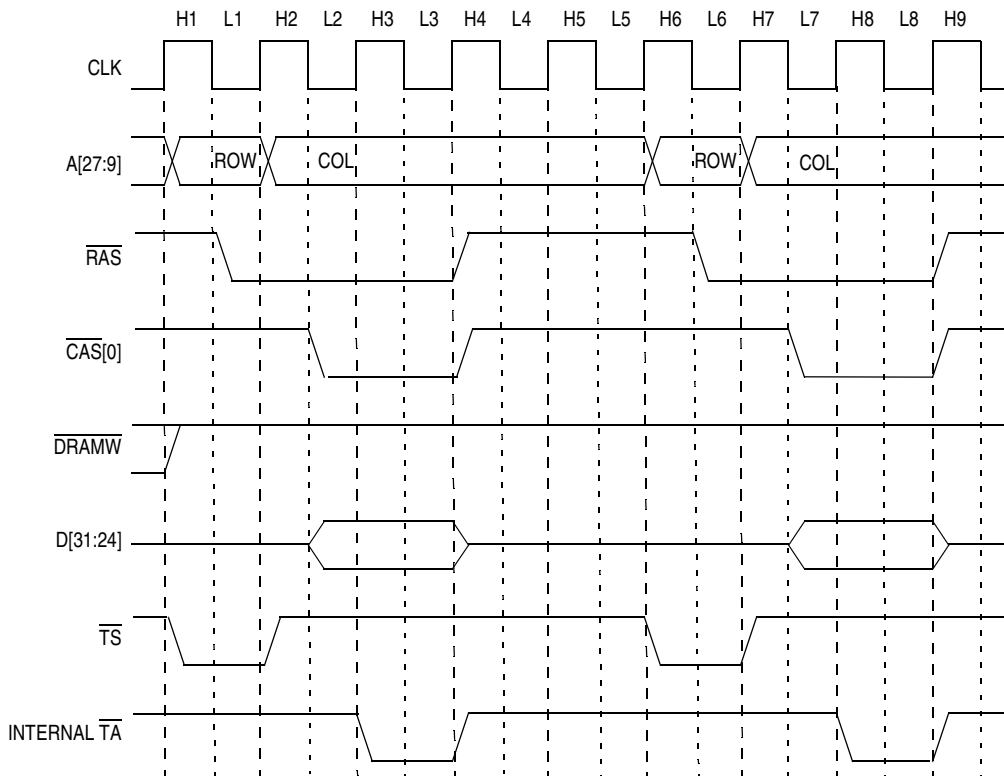 H1 L1 H2 L2 H3 L3 H4 L4 H5 L5 H6 L6 H7 L7 H8 L8 H9
CLK
A[27:9] ROW COL ROW COL
RAS
CAS[0]
DRAMW
D[31:24]
TS
INTERNAL TA